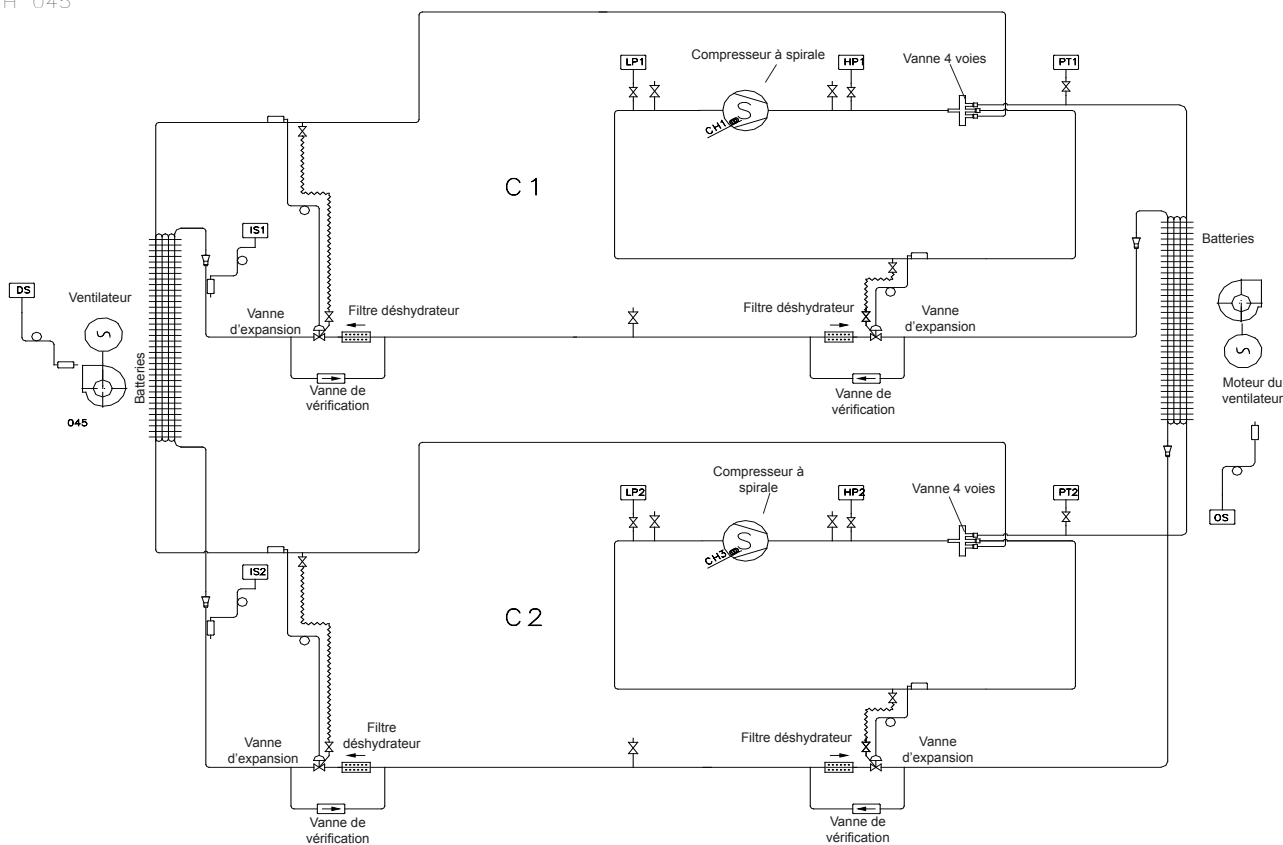 H 045
Compresseur à spirale
Vanne 4 voies
LP1
HP1
PT1
CH1
C 1
IS1
Batteries
DS
Ventilateur
Vanne
d'expansion
Filtre déshydrateur
Filtre déshydrateur
Vanne
d'expansion
Batteries
Moteur du
ventilateur
Vanne de
vérification
Vanne de
vérification
045
Compresseur à
spirale
Vanne 4 voies
LP2
HP2
PT2
OS
CH3
IS2
C 2
Vanne
d'expansion
Filtre
déshydrateur
Filtre déshydrateur
Vanne
d'expansion
Vanne de
vérification
Vanne de
vérification